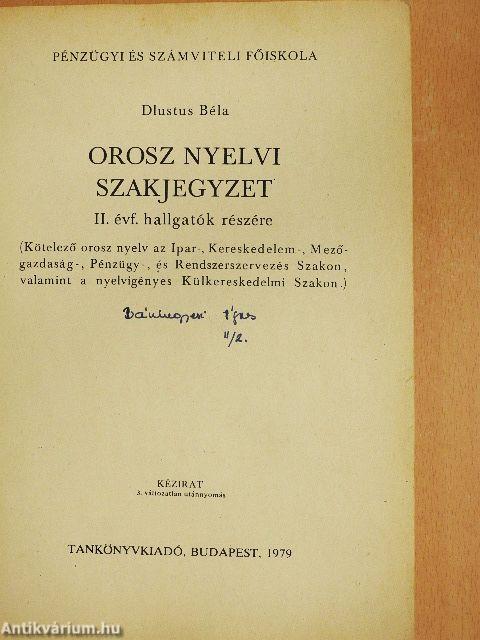 PÉNZÜGYI ÉS SZÁMVITELI FŐISKOLA
Dlustus Béla
OROSZ NYELVI
SZAKJEGYZET
II. évf. hallgatók részére
(Kötelező orosz nyelv az Ipar-, Kereskedelem-, Mező-
gazdaság-, Pénzügy-, és Rendszerszervezés Szakon,
valamint a nyelvigényes Külkereskedelmi Szakon.)
II/2.
KÉZIRAT
3. változatlan utánnyomás
TANKÖNYVKIADÓ, BUDAPEST, 1979
Antikvárium.hu